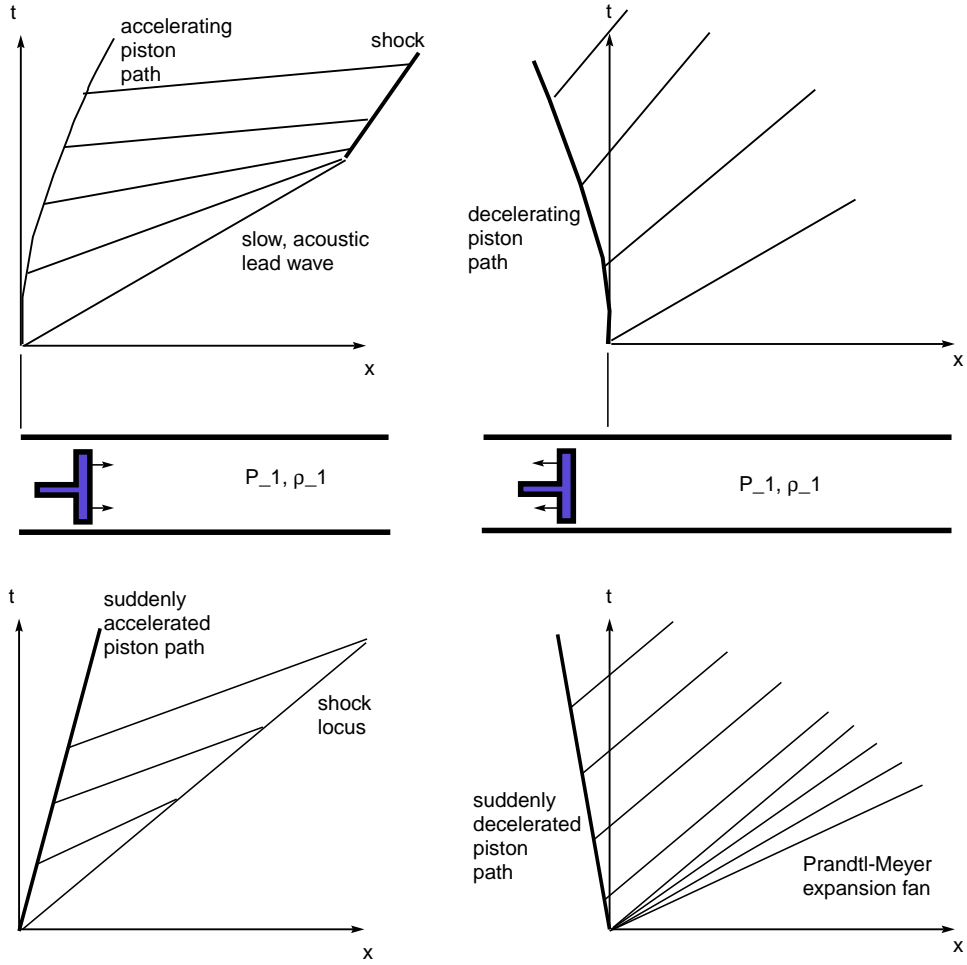 t
accelerating
piston
path
shock
slow, acoustic
lead wave
x
t
decelerating
piston
path
x
P_1, ρ_1
P_1, ρ_1
t
suddenly
accelerated
piston path
shock
locus
x
t
suddenly
decelerated
piston
path
Prandtl-Meyer
expansion fan
x